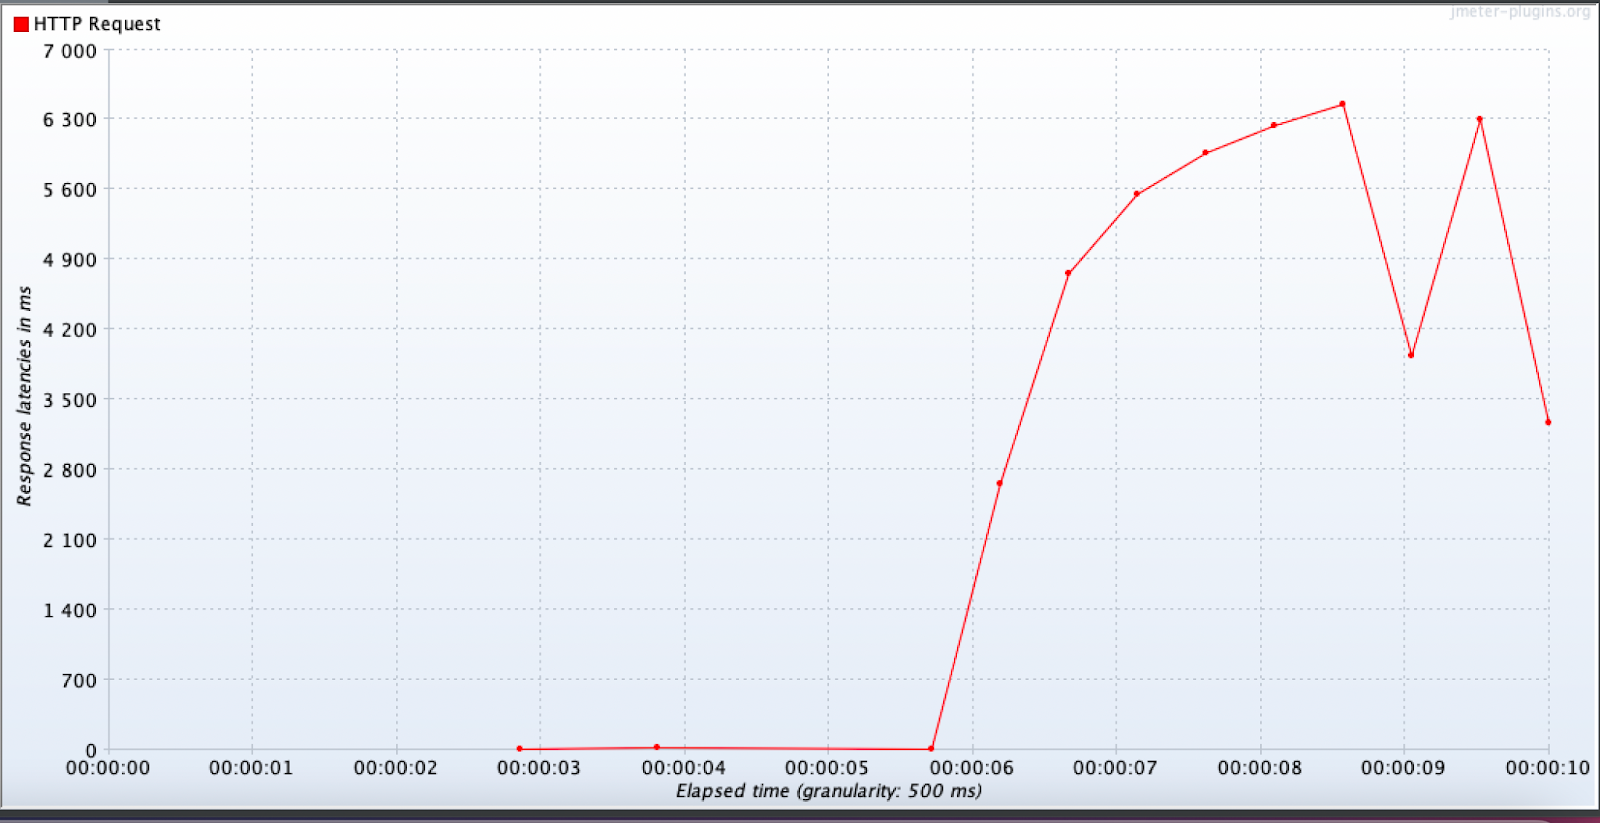 jmeter-plugins.org
HTTP Request
7 000
6 300
5 600
4 900
4 200
3 500
2 800
2 100
1 400
700
0
Response latencies in ms
00:00:00 00:00:01 00:00:02 00:00:03 00:00:04 00:00:05 00:00:06 00:00:07 00:00:08 00:00:09 00:00:10
Elapsed time (granularity: 500 ms)